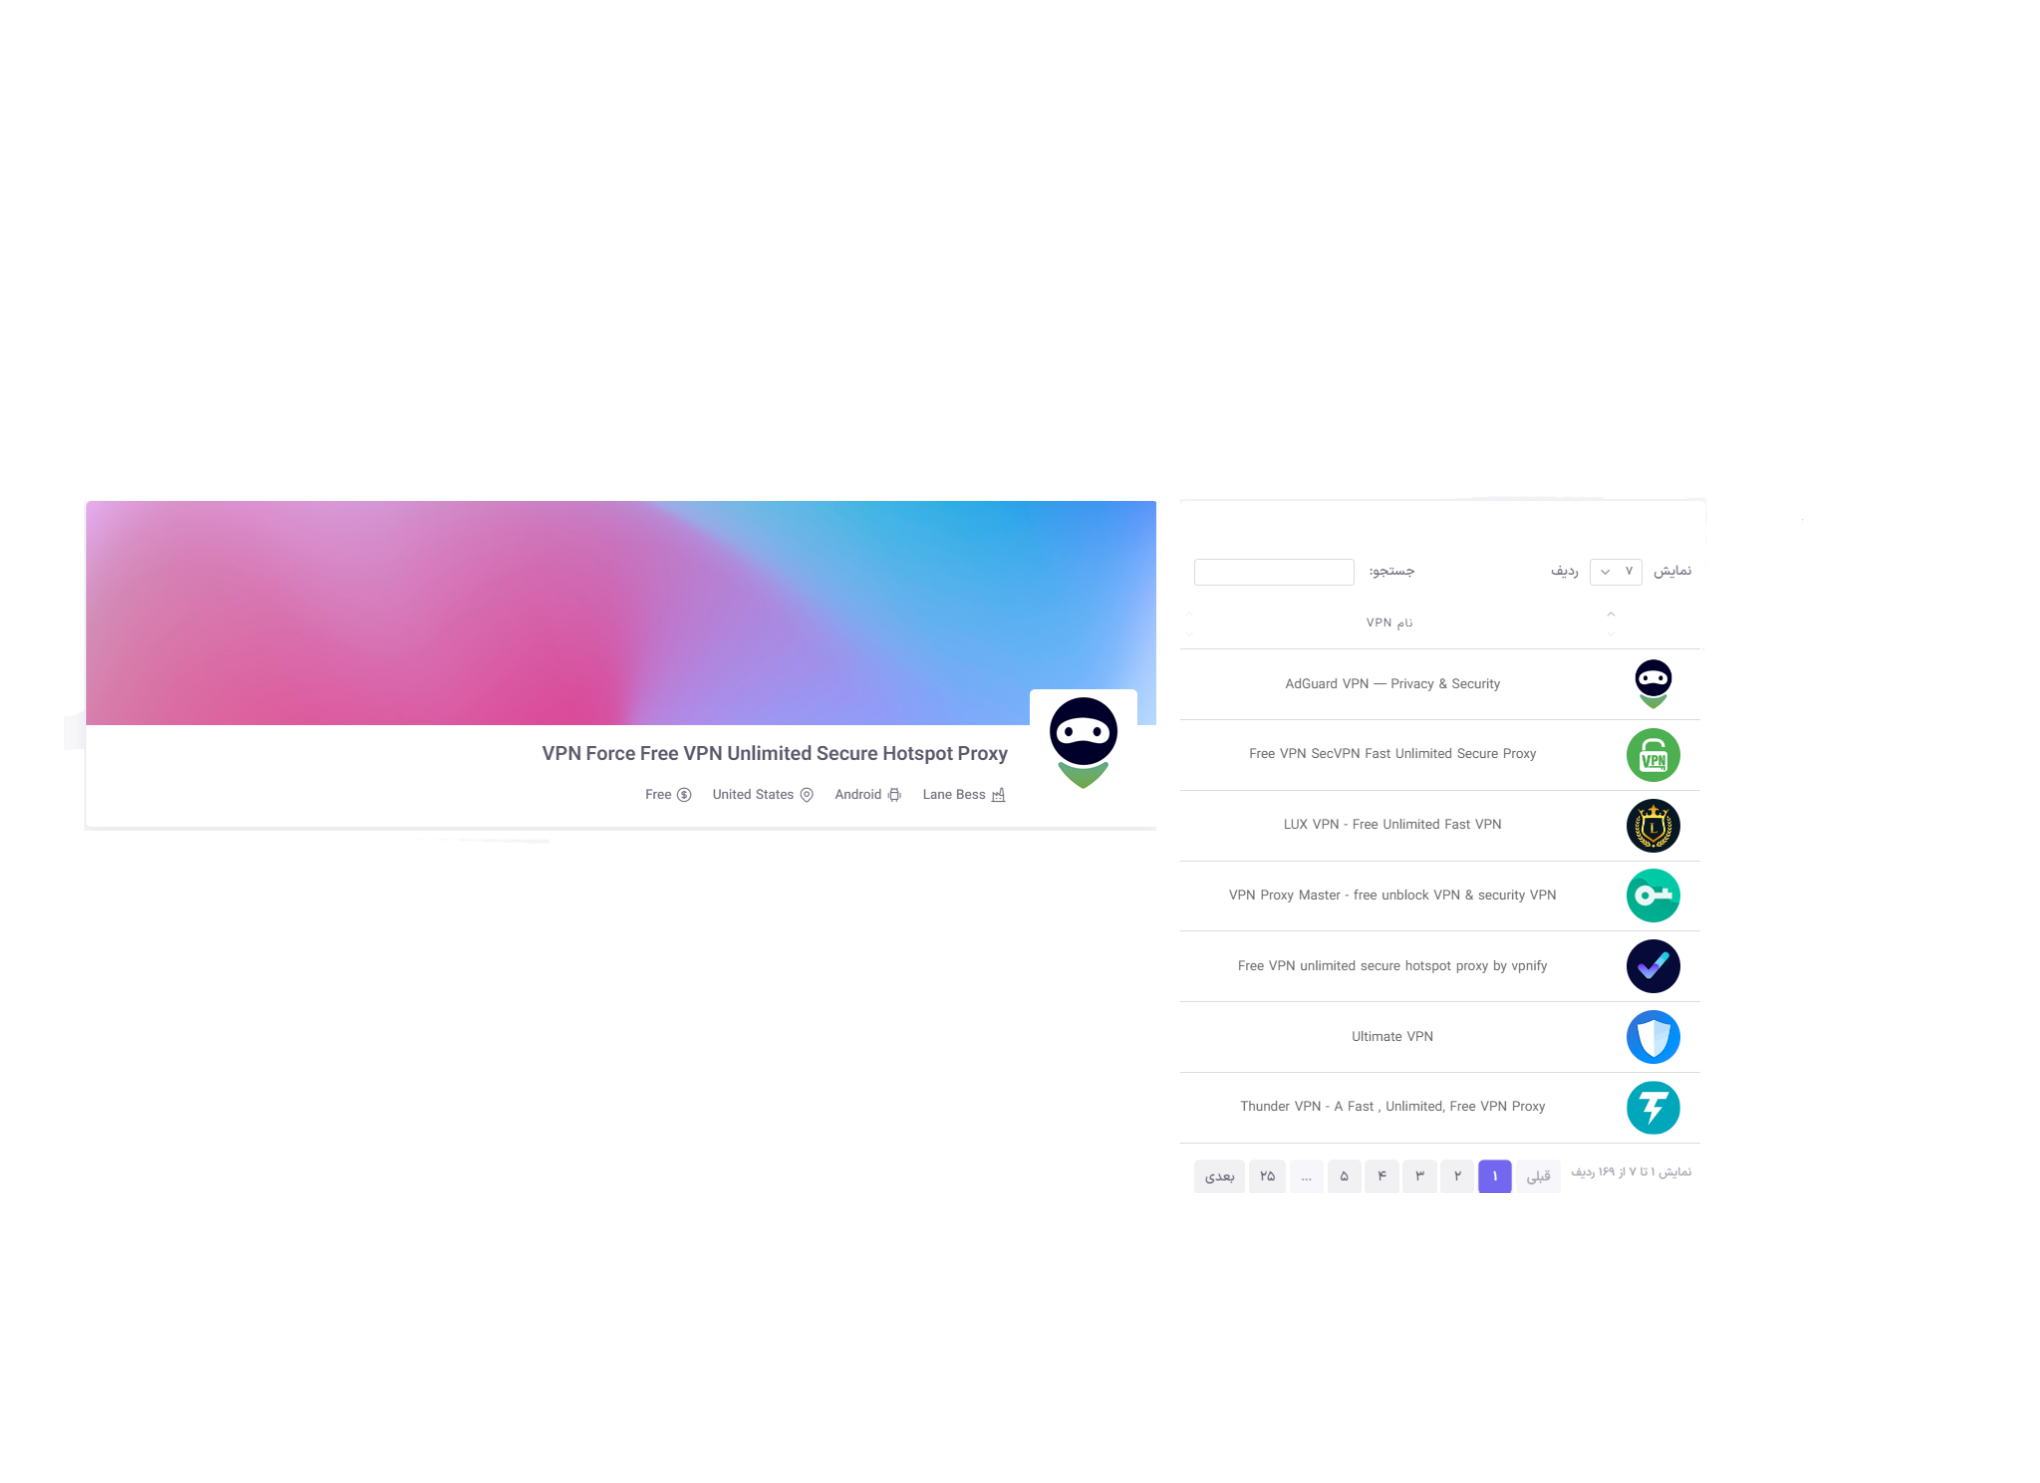 VPN Force Free VPN Unlimited Secure Hotspot Proxy
Lane Bess
Android
United States
Free
نمایش ۷ ردیف
جستجو:
نام VPN
AdGuard VPN — Privacy & Security
Free VPN SecVPN Fast Unlimited Secure Proxy
VPN
LUX VPN - Free Unlimited Fast VPN
L
VPN Proxy Master - free unblock VPN & security VPN
Free VPN unlimited secure hotspot proxy by vpnify
Ultimate VPN
Thunder VPN - A Fast , Unlimited, Free VPN Proxy
نمایش ۱ تا ۷ از ۱۶۹ ردیف
قبلی ۱ ۲ ۳ ۴ ۵ ... ۲۵ بعدی